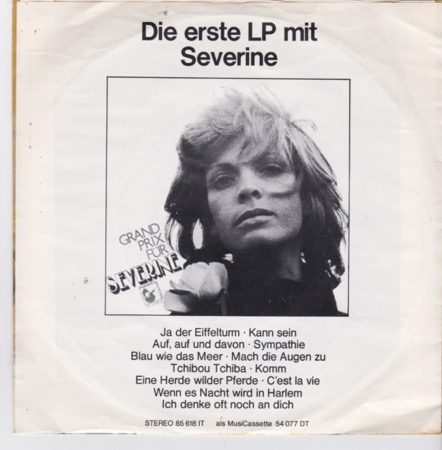 Die erste LP mit
Severine
GRAND
PRIX
FÜR
SEVERINE
Ja der Eiffelturm · Kann sein
Auf, auf und davon · Sympathie
Blau wie das Meer · Mach die Augen zu
Tchibou Tchiba · Komm
Eine Herde wilder Pferde · C'est la vie
Wenn es Nacht wird in Harlem
Ich denke oft noch an dich
STEREO 85 618 IT als MusiCassette 54 077 DT